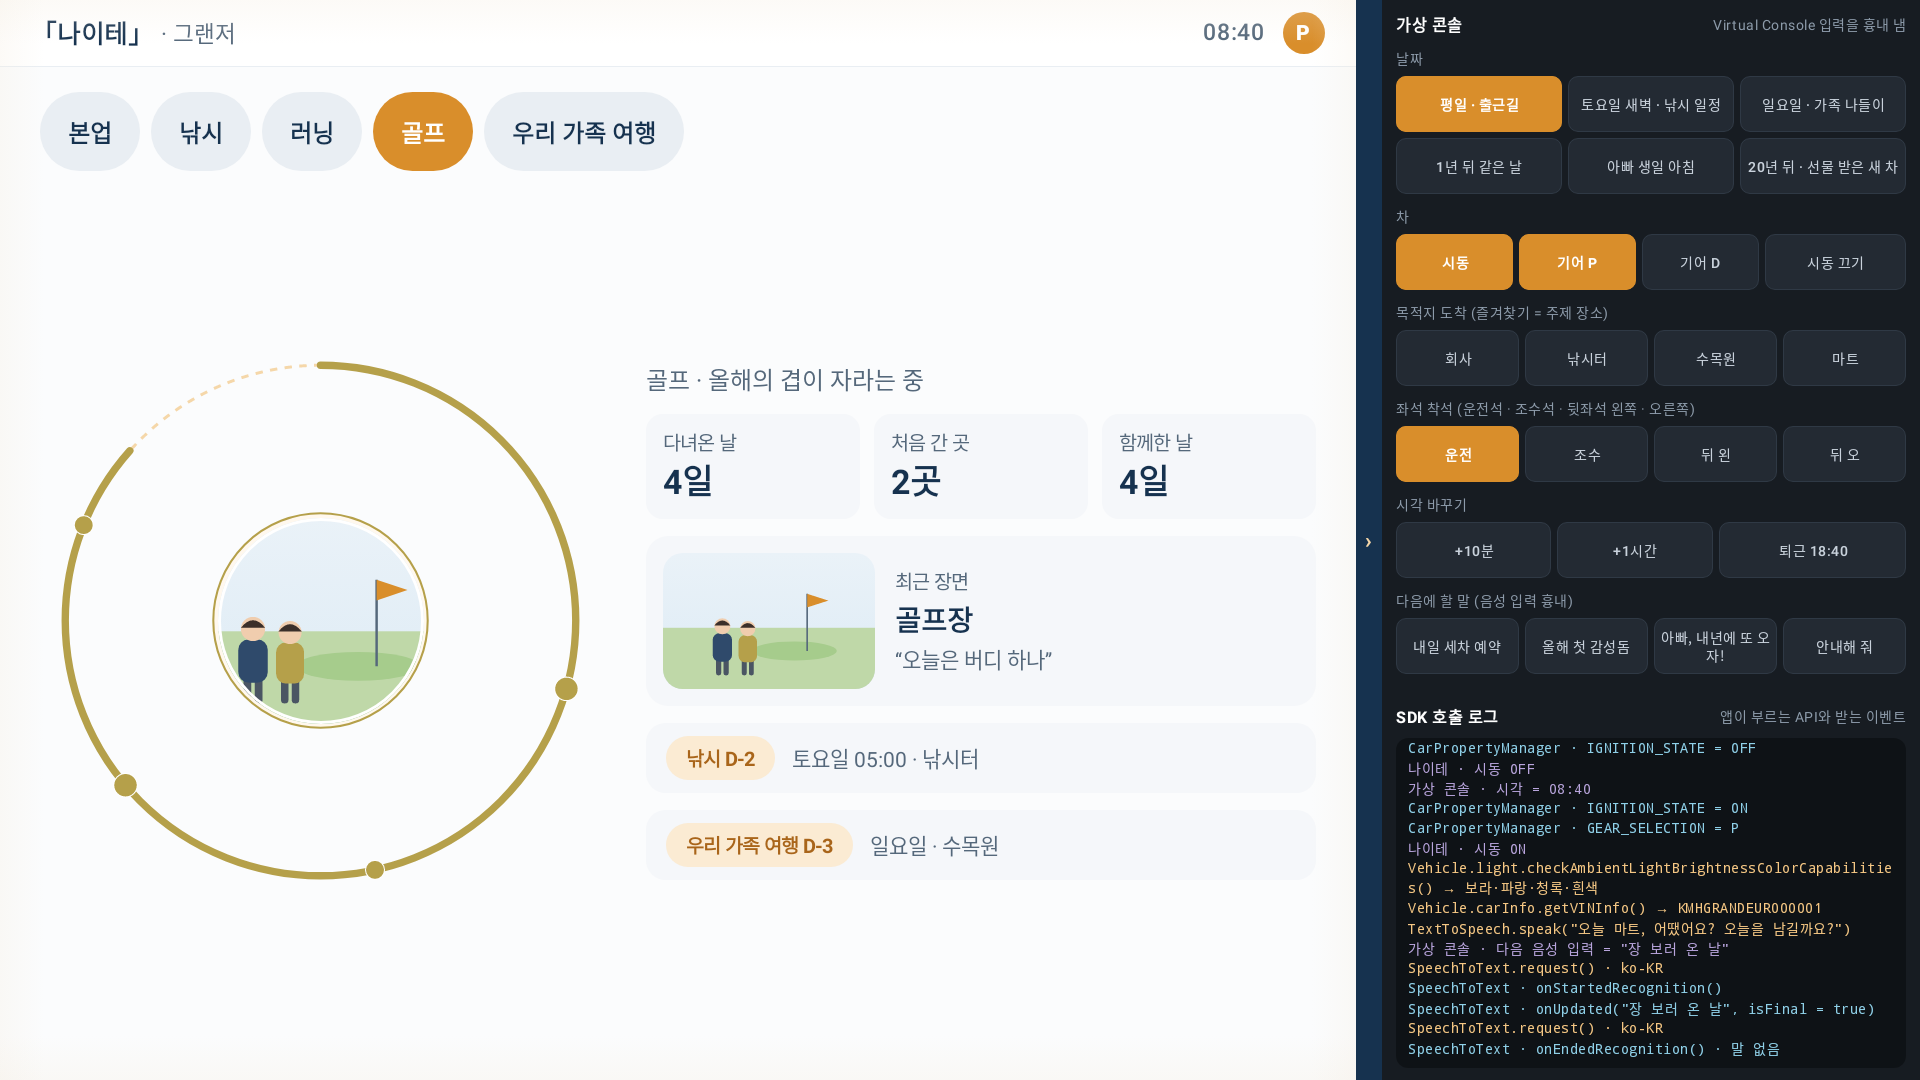 「나이테」 · 그랜저
08:40
P
본업
낚시
러닝
골프
우리 가족 여행
골프 · 올해의 겹이 자라는 중
다녀온 날
4일
처음 간 곳
2곳
함께한 날
4일
최근 장면
골프장
“오늘은 버디 하나”
낚시 D-2
토요일 05:00 · 낚시터
우리 가족 여행 D-3
일요일 · 수목원
›
가상 콘솔
Virtual Console 입력을 흉내 냄
날짜
평일 · 출근길
토요일 새벽 · 낚시 일정
일요일 · 가족 나들이
1년 뒤 같은 날
아빠 생일 아침
20년 뒤 · 선물 받은 새 차
차
시동
기어 P
기어 D
시동 끄기
목적지 도착 (즐겨찾기 = 주제 장소)
회사
낚시터
수목원
마트
좌석 착석 (운전석 · 조수석 · 뒷좌석 왼쪽 · 오른쪽)
운전
조수
뒤 왼
뒤 오
시각 바꾸기
+10분
+1시간
퇴근 18:40
다음에 할 말 (음성 입력 흉내)
내일 세차 예약
올해 첫 감성돔
아빠, 내년에 또 오
자!
안내해 줘
SDK 호출 로그
앱이 부르는 API와 받는 이벤트
CarPropertyManager · IGNITION_STATE = OFF
나이테 · 시동 OFF
가상 콘솔 · 시각 = 08:40
CarPropertyManager · IGNITION_STATE = ON
CarPropertyManager · GEAR_SELECTION = P
나이테 · 시동 ON
Vehicle.light.checkAmbientLightBrightnessColorCapabilitie
s() → 보라·파랑·청록·흰색
Vehicle.carInfo.getVINInfo() → KMHGRANDEUR000001
TextToSpeech.speak("오늘 마트, 어땠어요? 오늘을 남길까요?")
가상 콘솔 · 다음 음성 입력 = "장 보러 온 날"
SpeechToText.request() · ko-KR
SpeechToText · onStartedRecognition()
SpeechToText · onUpdated("장 보러 온 날", isFinal = true)
SpeechToText.request() · ko-KR
SpeechToText · onEndedRecognition() · 말 없음